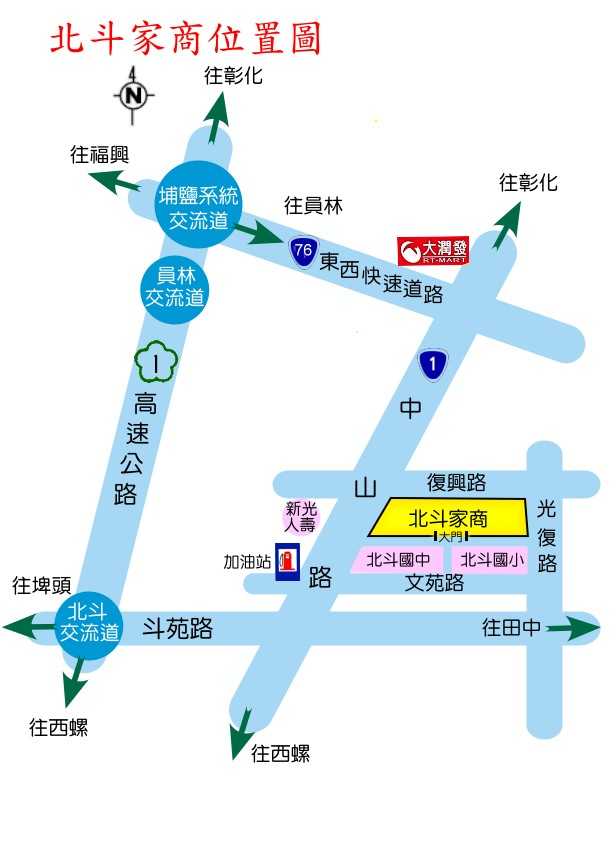 北斗家商位置圖
N
往彰化
往福興
往彰化
埔鹽系統
交流道
往員林
76
東西快速道路
大潤發
RT-MART
員林
交流道
1
高速公路
1
中山路
復興路
新光
人壽
北斗家商
大門
光復路
加油站
北斗國中
北斗國小
文苑路
往埤頭
北斗
交流道
斗苑路
往田中
往西螺
往西螺